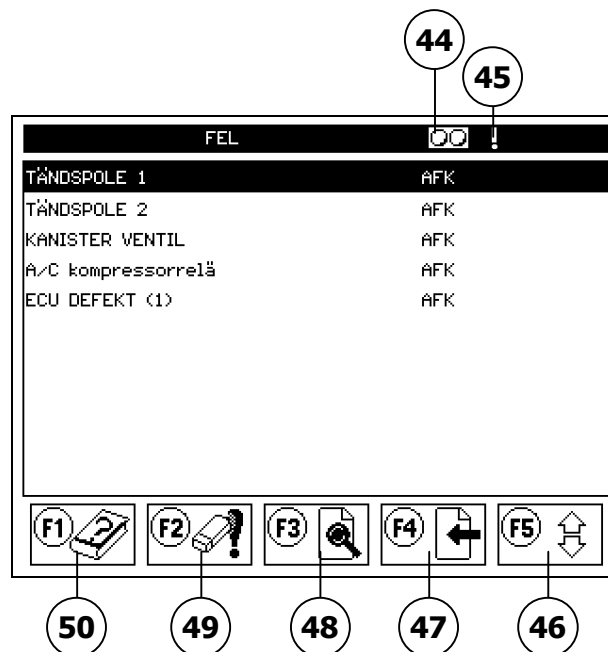 44
45
FEL
TÄNDSPOLE 1 AFK
TÄNDSPOLE 2 AFK
KANISTER VENTIL AFK
A/C kompressorrelä AFK
ECU DEFEKT (1) AFK
F1 F2 F3 F4 F5
50 49 48 47 46